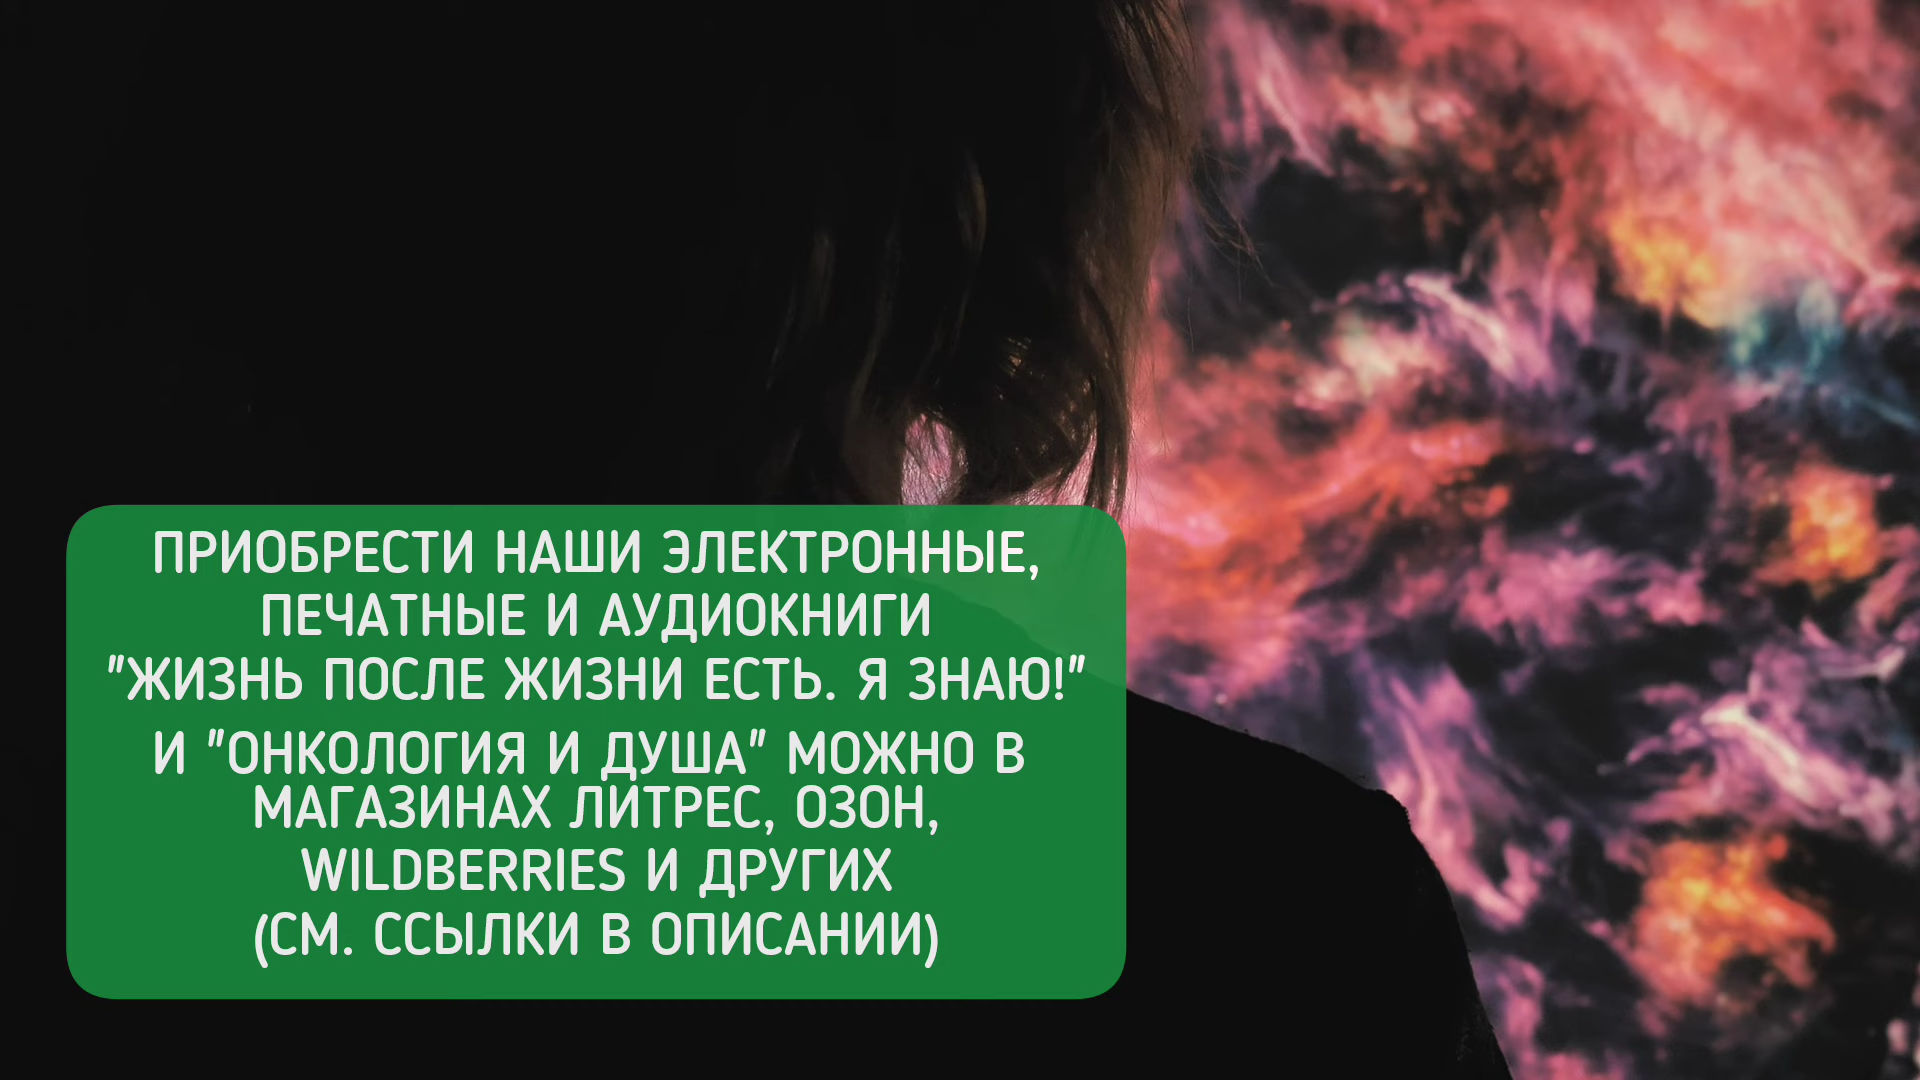 ПРИОБРЕСТИ НАШИ ЭЛЕКТРОННЫЕ,
ПЕЧАТНЫЕ И АУДИОКНИГИ
"ЖИЗНЬ ПОСЛЕ ЖИЗНИ ЕСТЬ. Я ЗНАЮ!"
И "ОНКОЛОГИЯ И ДУША" МОЖНО В
МАГАЗИНАХ ЛИТРЕС, ОЗОН,
WILDBERRIES И ДРУГИХ
(СМ. ССЫЛКИ В ОПИСАНИИ)